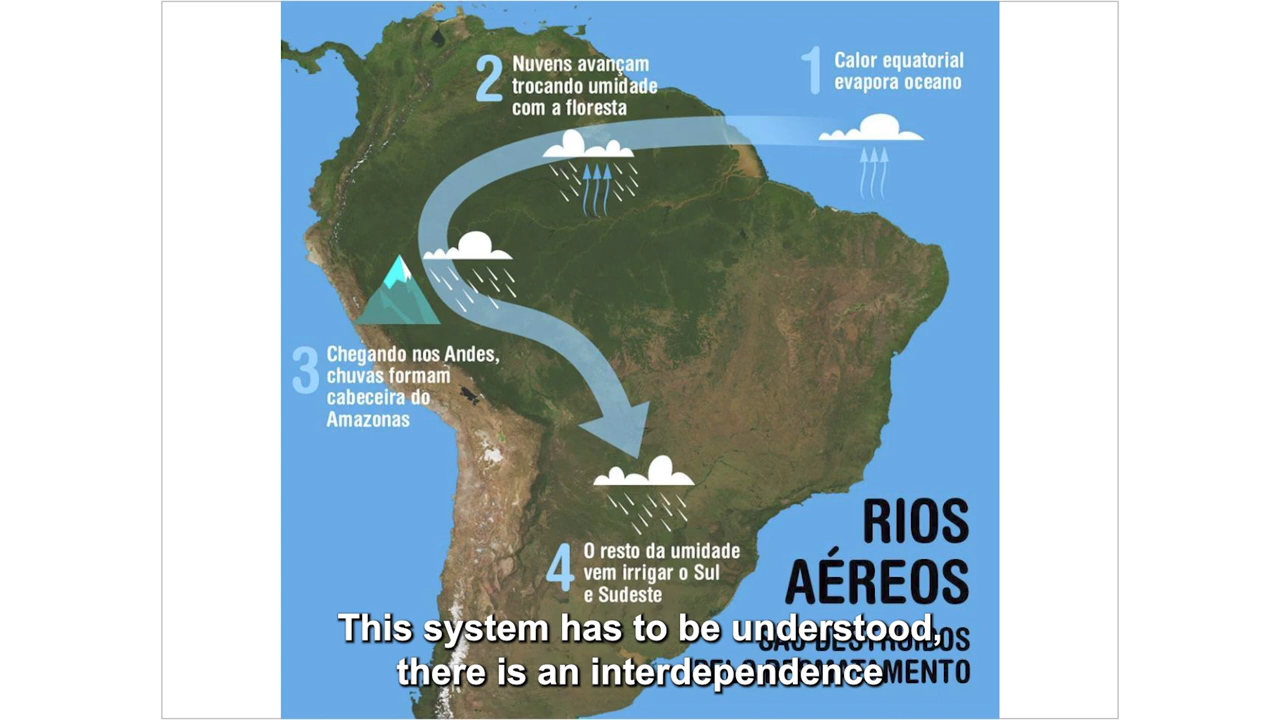 1
Calor equatorial
evapora oceano
2
Nuvens avançam
trocando umidade
com a floresta
3
Chegando nos Andes,
chuvas formam
cabeceira do
Amazonas
4
O resto da umidade
vem irrigar o Sul
e Sudeste
RIOS
AÉREOS
SÃO DESTRUÍDOS
This system has to be understood,
there is an interdependence